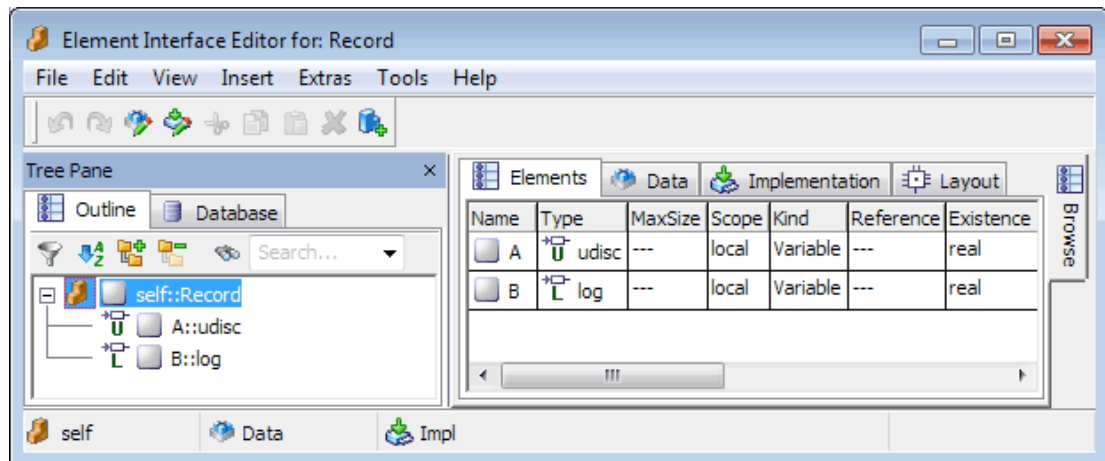 Element Interface Editor for: Record
File Edit View Insert Extras Tools Help
Tree Pane
Outline Database
Search...
self::Record
U A::udisc
L B::log
Elements Data Implementation Layout
Name Type MaxSize Scope Kind Reference Existence
A U udisc --- local Variable --- real
B L log --- local Variable --- real
Browse
self Data Impl